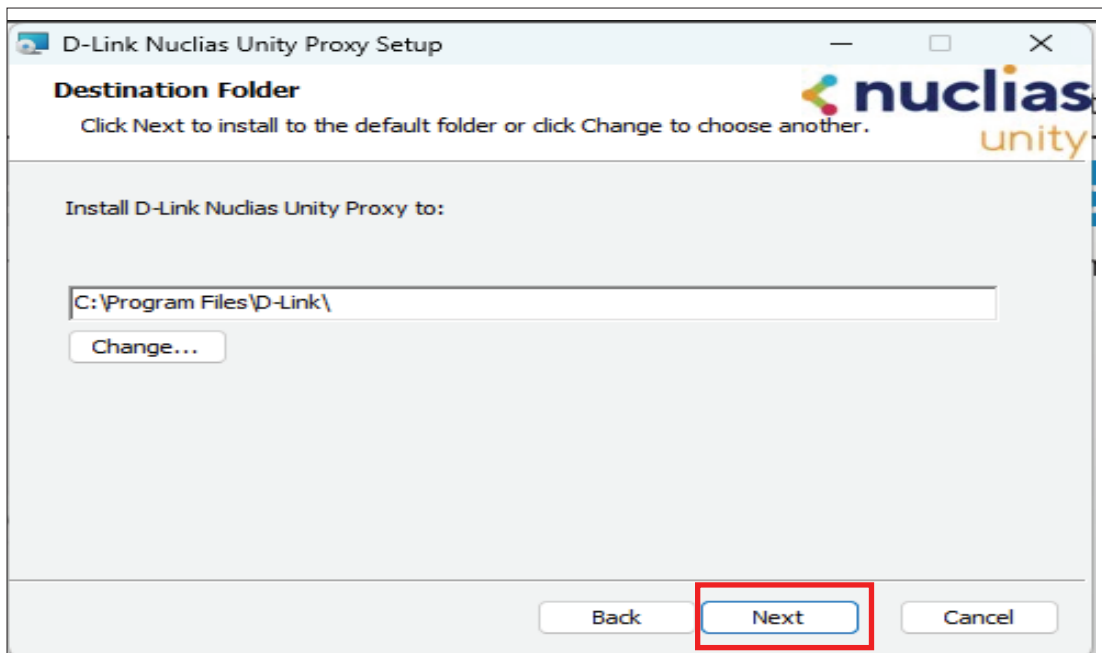 D-Link Nuclias Unity Proxy Setup
Destination Folder
Click Next to install to the default folder or click Change to choose another.
nuclias
unity
Install D-Link Nuclias Unity Proxy to:
C:\Program Files\D-Link\
Change...
Back Next Cancel